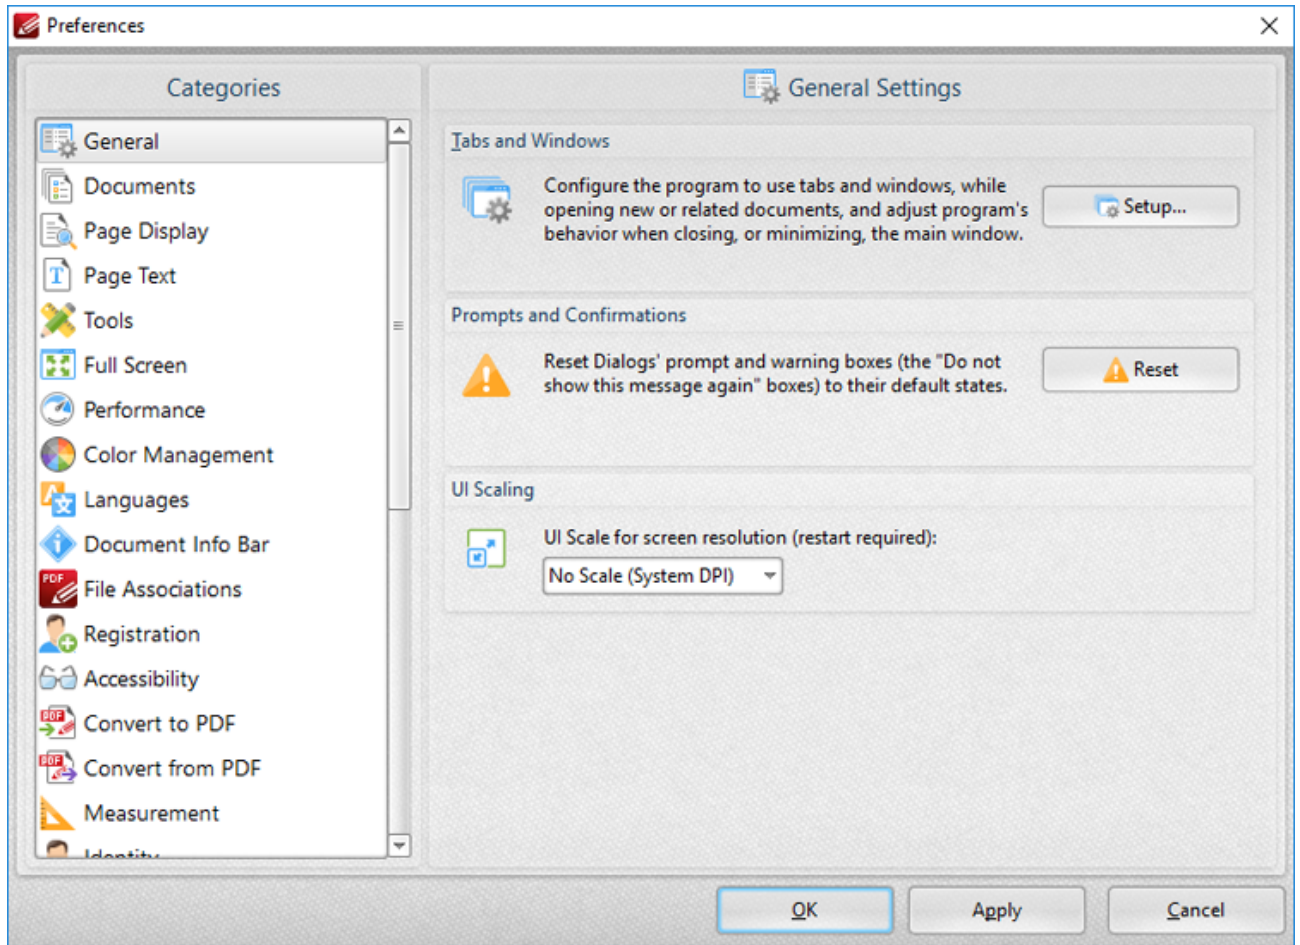 Preferences
Categories
General
Documents
Page Display
Page Text
Tools
Full Screen
Performance
Color Management
Languages
Document Info Bar
PDF
File Associations
Registration
Accessibility
PDF
Convert to PDF
PDF
Convert from PDF
Measurement
Identity
General Settings
Tabs and Windows
Configure the program to use tabs and windows, while
opening new or related documents, and adjust program's
behavior when closing, or minimizing, the main window.
Setup...
Prompts and Confirmations
Reset Dialogs' prompt and warning boxes (the "Do not
show this message again" boxes) to their default states.
Reset
UI Scaling
UI Scale for screen resolution (restart required):
No Scale (System DPI)
OK
Apply
Cancel